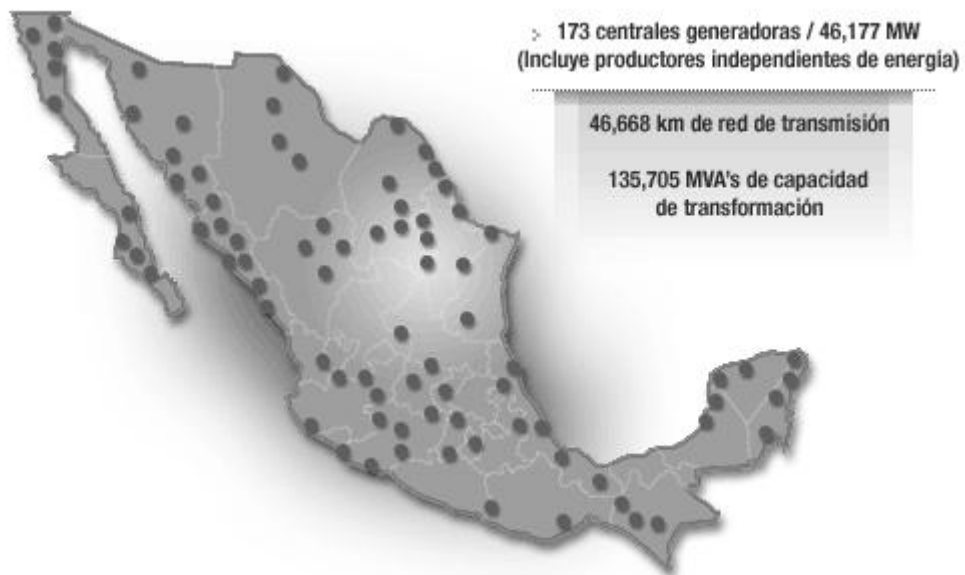 173 centrales generadoras / 46,177 MW
(Incluye productores independientes de energía)
46,668 km de red de transmisión
135,705 MVA's de capacidad
de transformación